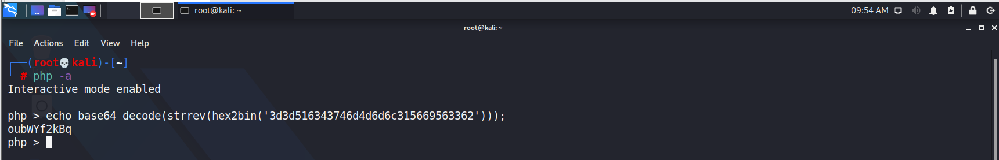 root@kali: ~ 09:54 AM
root@kali: ~
File Actions Edit View Help
(root💀kali)-[~]
# php -a
Interactive mode enabled
php > echo base64_decode(strrev(hex2bin('3d3d516343746d4d6d6c315669563362')));
oubWYf2kBq
php >